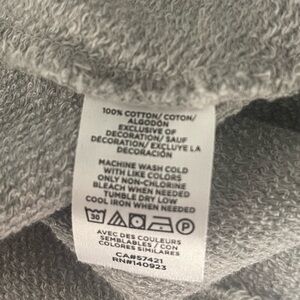 100% COTTON/ COTON/
ALGODÓN
EXCLUSIVE OF
DECORATION/ SAUF
DÉCORATION/ EXCLUYE LA
DECORACIÓN
MACHINE WASH COLD
WITH LIKE COLORS
ONLY NON-CHLORINE
BLEACH WHEN NEEDED
TUMBLE DRY LOW
COOL IRON WHEN NEEDED
30 P
AVEC DES COULEURS
SEMBLABLES / CON
COLORES SIMILARES
CA#57421
RN#140923